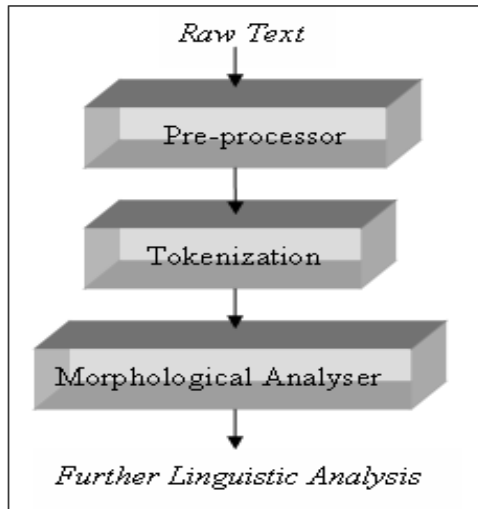 Raw Text
Pre-processor
Tokenization
Morphological Analyser
Further Linguistic Analysis